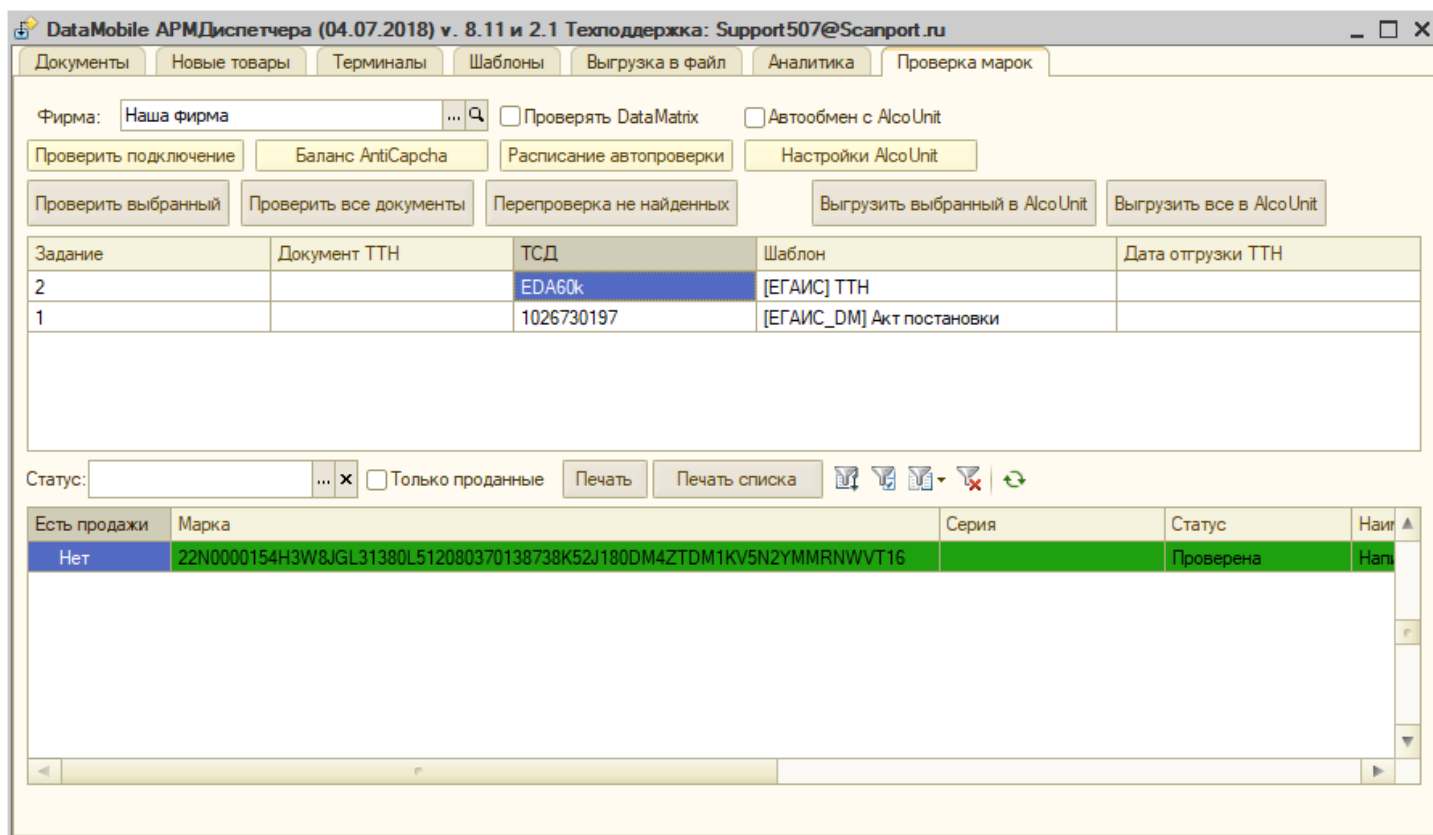 DataMobile АРМДиспетчера (04.07.2018) v. 8.11 и 2.1 Техподдержка: Support507@Scanport.ru
Документы Новые товары Терминалы Шаблоны Выгрузка в файл Аналитика Проверка марок
Фирма: Наша фирма ... Проверять DataMatrix Автообмен с AlcoUnit
Проверить подключение Баланс AntiCapcha Расписание автопроверки Настройки AlcoUnit
Проверить выбранный Проверить все документы Перепроверка не найденных Выгрузить выбранный в AlcoUnit Выгрузить все в AlcoUnit
Задание Документ ТТН ТСД Шаблон Дата отгрузки ТТН
2 EDA60k [ЕГАИС] ТТН
1 1026730197 [ЕГАИС_DM] Акт постановки
Статус: ... x Только проданные Печать Печать списка
Есть продажи Марка Серия Статус Наим
Нет 22N0000154H3W8JGL31380L512080370138738K52J180DM4ZTDM1KV5N2YMMRNWVT16 Проверена Напи